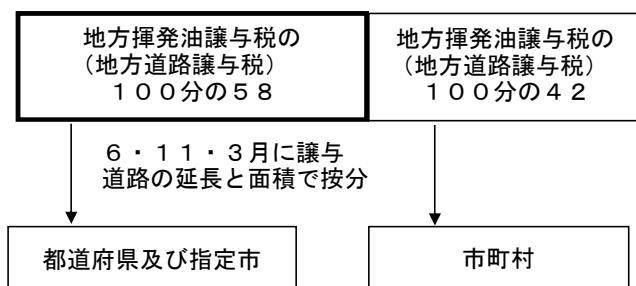 地方揮発油譲与税の
（地方道路譲与税）
１００分の５８
地方揮発油譲与税の
（地方道路譲与税）
１００分の４２
６・１１・３月に譲与
道路の延長と面積で按分
都道府県及び指定市
市町村